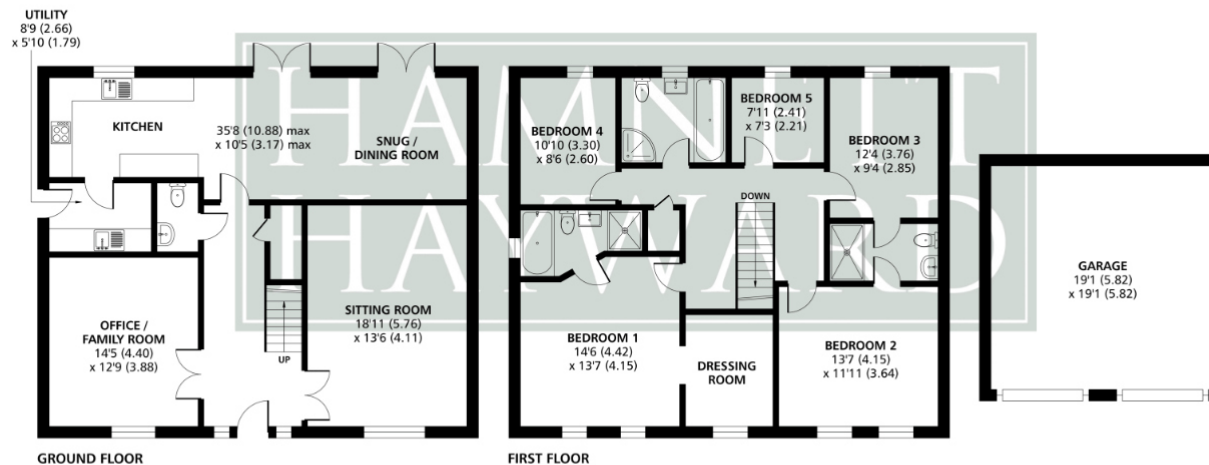 UTILITY
8'9 (2.66)
x 5'10 (1.79)
KITCHEN
35'8 (10.88) max
x 10'5 (3.17) max
SNUG /
DINING ROOM
OFFICE /
FAMILY ROOM
14'5 (4.40)
x 12'9 (3.88)
UP
SITTING ROOM
18'11 (5.76)
x 13'6 (4.11)
GROUND FLOOR
HAMNETT
HAYWARD
BEDROOM 4
10'10 (3.30)
x 8'6 (2.60)
BEDROOM 5
7'11 (2.41)
x 7'3 (2.21)
BEDROOM 3
12'4 (3.76)
x 9'4 (2.85)
DOWN
BEDROOM 1
14'6 (4.42)
x 13'7 (4.15)
DRESSING
ROOM
BEDROOM 2
13'7 (4.15)
x 11'11 (3.64)
FIRST FLOOR
GARAGE
19'1 (5.82)
x 19'1 (5.82)